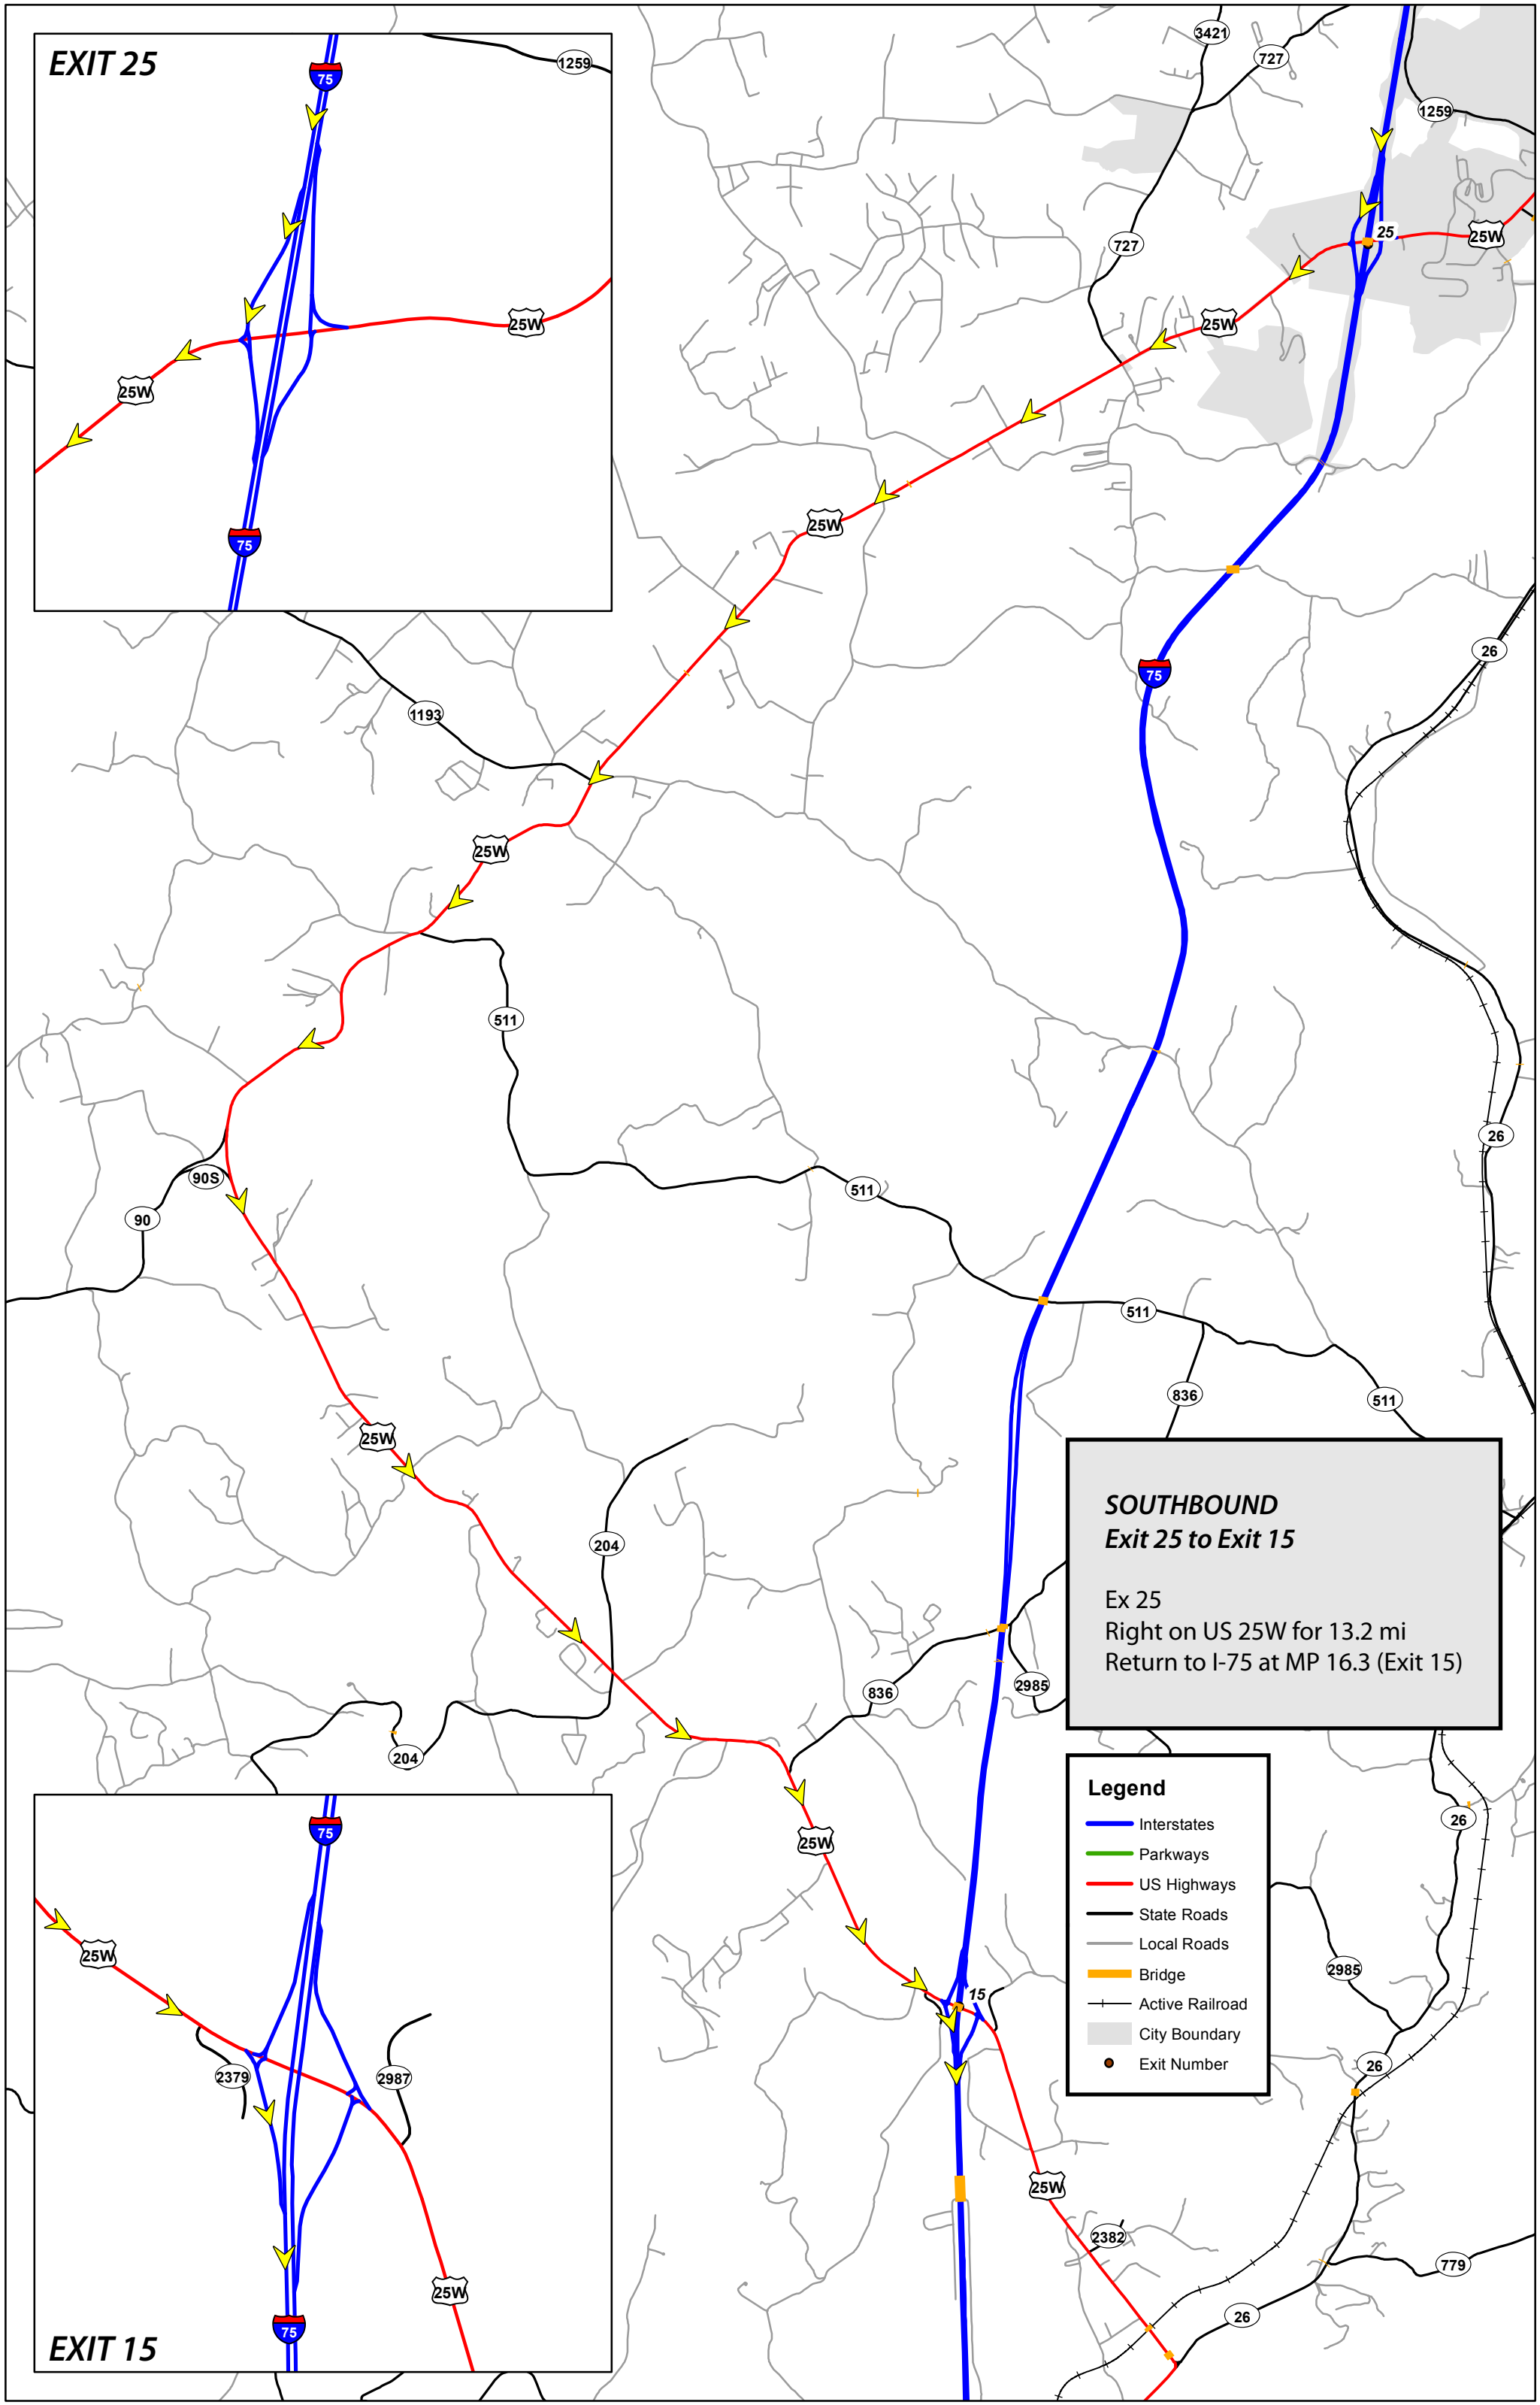 EXIT 25
75
1259
25W
25W
75
3421
727
1259
727
25
25W
25W
25W
75
26
1193
25W
511
26
90S
90
511
511
836
511
25W
204
SOUTHBOUND
Exit 25 to Exit 15
Ex 25
Right on US 25W for 13.2 mi
Return to I-75 at MP 16.3 (Exit 15)
836
2985
204
25W
26
Legend
Interstates
Parkways
US Highways
State Roads
Local Roads
Bridge
Active Railroad
City Boundary
Exit Number
2985
15
26
25W
2382
779
26
75
25W
2379
2987
25W
75
EXIT 15